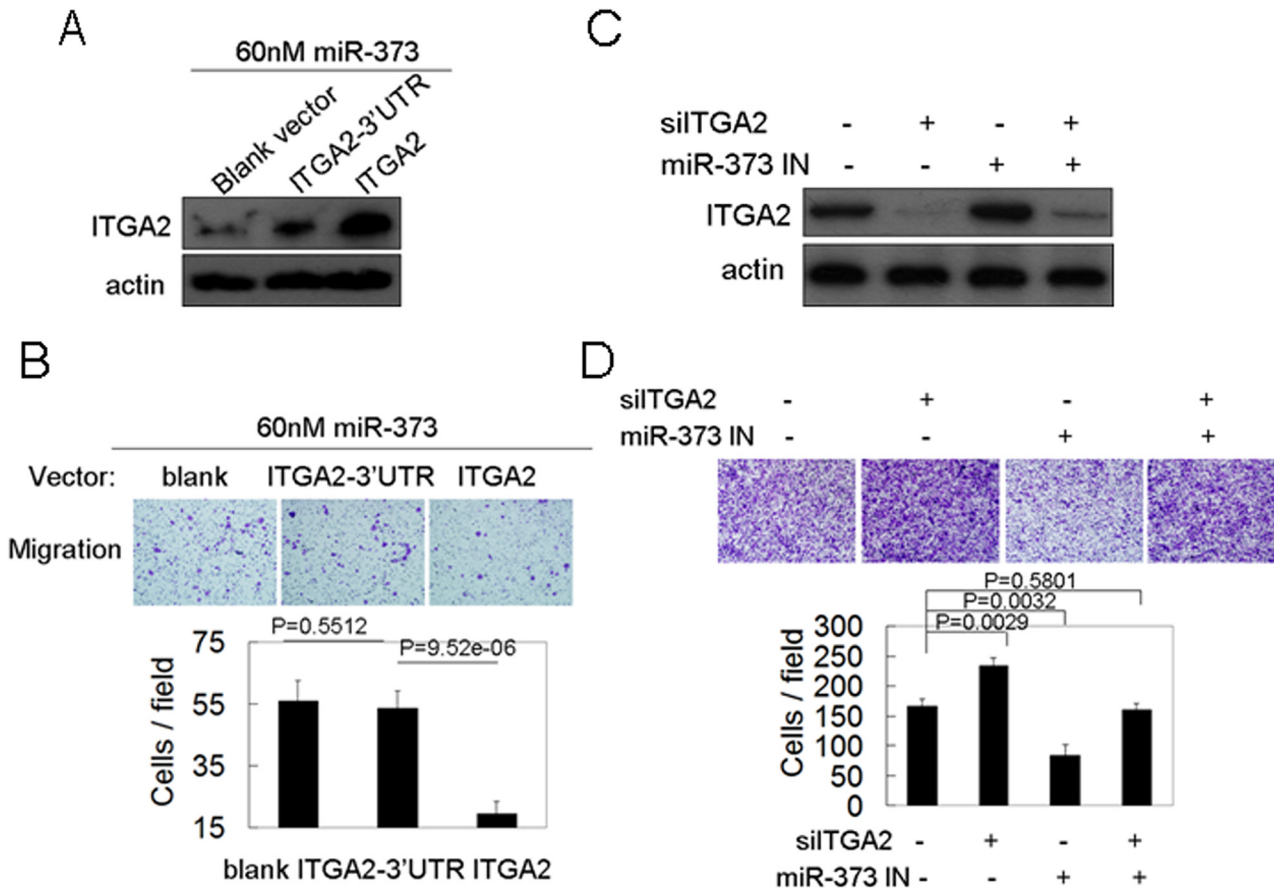 A
60nM miR-373
Blank vector
ITGA2-3'UTR
ITGA2
ITGA2
actin
B
60nM miR-373
Vector: blank ITGA2-3'UTR ITGA2
Migration
P=0.5512
P=9.52e-06
Cells / field
75
55
35
15
blank ITGA2-3'UTR ITGA2
C
siITGA2 - + - +
miR-373 IN - - + +
ITGA2
actin
D
siITGA2 - + - +
miR-373 IN - - + +
P=0.5801
P=0.0032
P=0.0029
Cells / field
300
250
200
150
100
50
0
siITGA2 - + - +
miR-373 IN - - + +